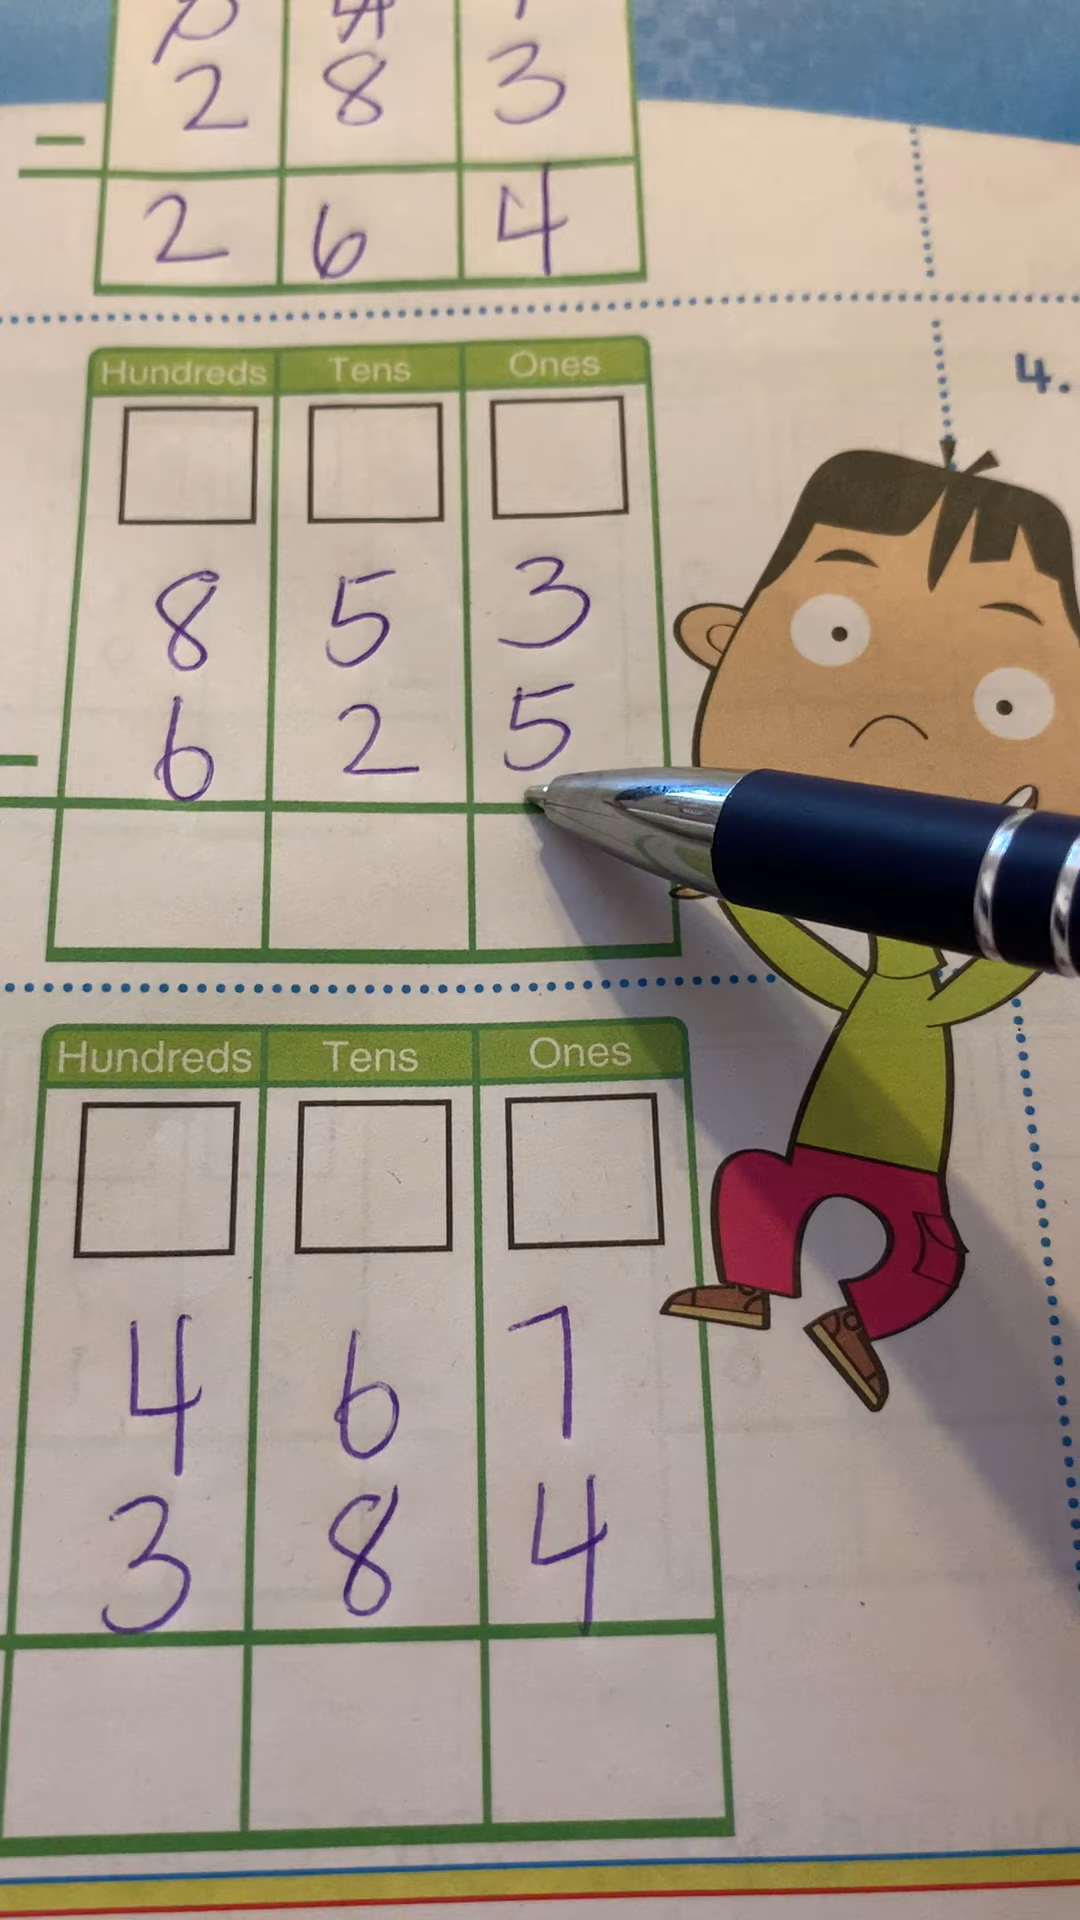 2 8 3
−
2 6 4
Hundreds Tens Ones
4.
8 5 3
− 6 2 5
Hundreds Tens Ones
4 6 7
3 8 4